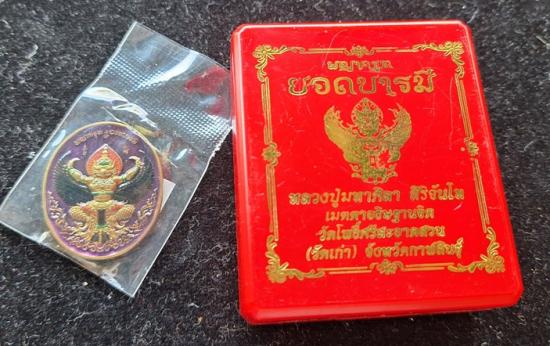 พญาครุฑ
ยอดบารมี
หลวงปู่มหาศิลา สิริจันโท
เมตตาอธิษฐานจิต
วัดโพธิ์ศรีสะอาดสวน
(วัดเก่า) จังหวัดกาฬสินธุ์